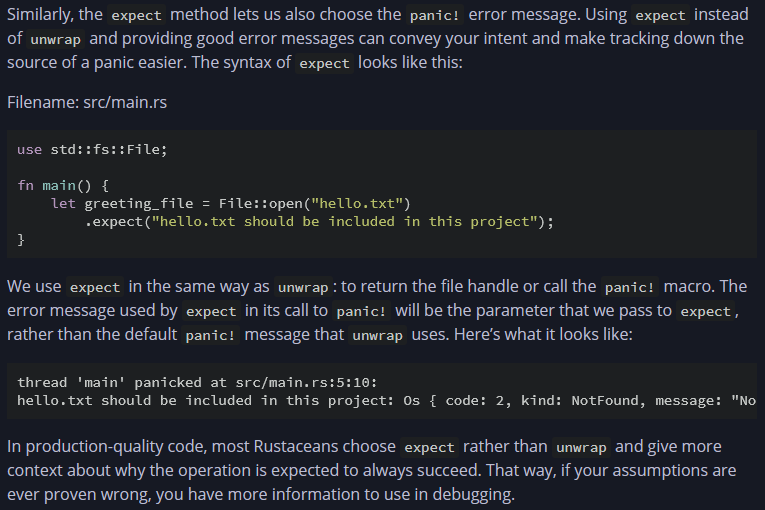 Similarly, the expect method lets us also choose the panic! error message. Using expect instead
of unwrap and providing good error messages can convey your intent and make tracking down the
source of a panic easier. The syntax of expect looks like this:
Filename: src/main.rs
use std::fs::File;
fn main() {
    let greeting_file = File::open("hello.txt")
        .expect("hello.txt should be included in this project");
}
We use expect in the same way as unwrap: to return the file handle or call the panic! macro. The
error message used by expect in its call to panic! will be the parameter that we pass to expect,
rather than the default panic! message that unwrap uses. Here’s what it looks like:
thread 'main' panicked at src/main.rs:5:10:
hello.txt should be included in this project: Os { code: 2, kind: NotFound, message: "No
In production-quality code, most Rustaceans choose expect rather than unwrap and give more
context about why the operation is expected to always succeed. That way, if your assumptions are
ever proven wrong, you have more information to use in debugging.